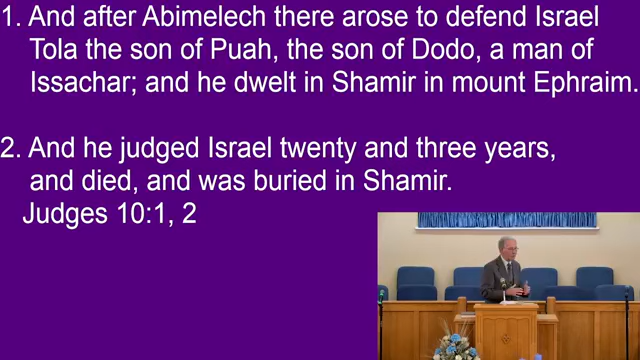 1. And after Abimelech there arose to defend Israel
Tola the son of Puah, the son of Dodo, a man of
Issachar; and he dwelt in Shamir in mount Ephraim.
2. And he judged Israel twenty and three years,
and died, and was buried in Shamir.
Judges 10:1, 2